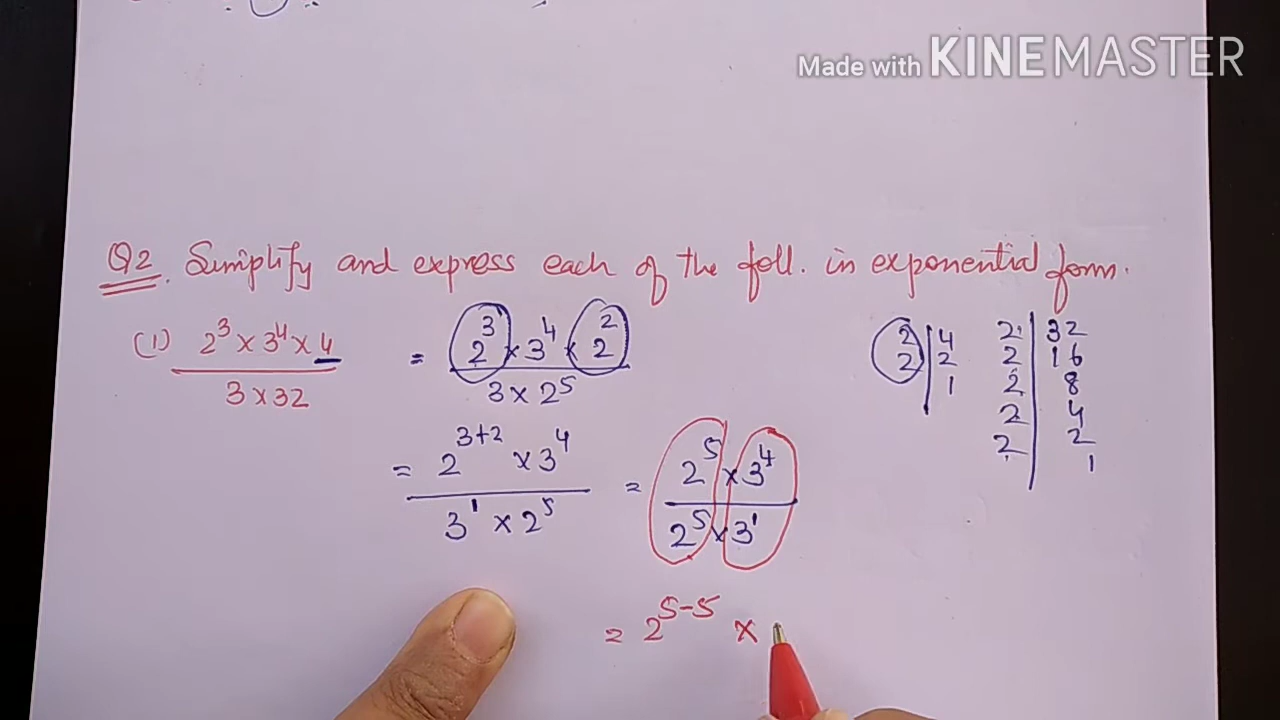 Made with KINEMASTER
Q2. Simplify and express each of the foll. in exponential form.
(1) 2³ × 3⁴ × 4 / 3 × 32 = 2³ × 3⁴ × 2² / 3 × 2⁵
= 2³⁺² × 3⁴ / 3¹ × 2⁵ = 2⁵ × 3⁴ / 2⁵ × 3¹
= 2⁵⁻⁵ ×
2 | 4
2 | 2
| 1
2 | 32
2 | 16
2 | 8
2 | 4
2 | 2
| 1